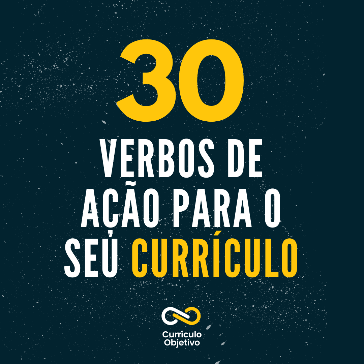 30
VERBOS DE
AÇÃO PARA O
SEU CURRÍCULO
Currículo
Objetivo